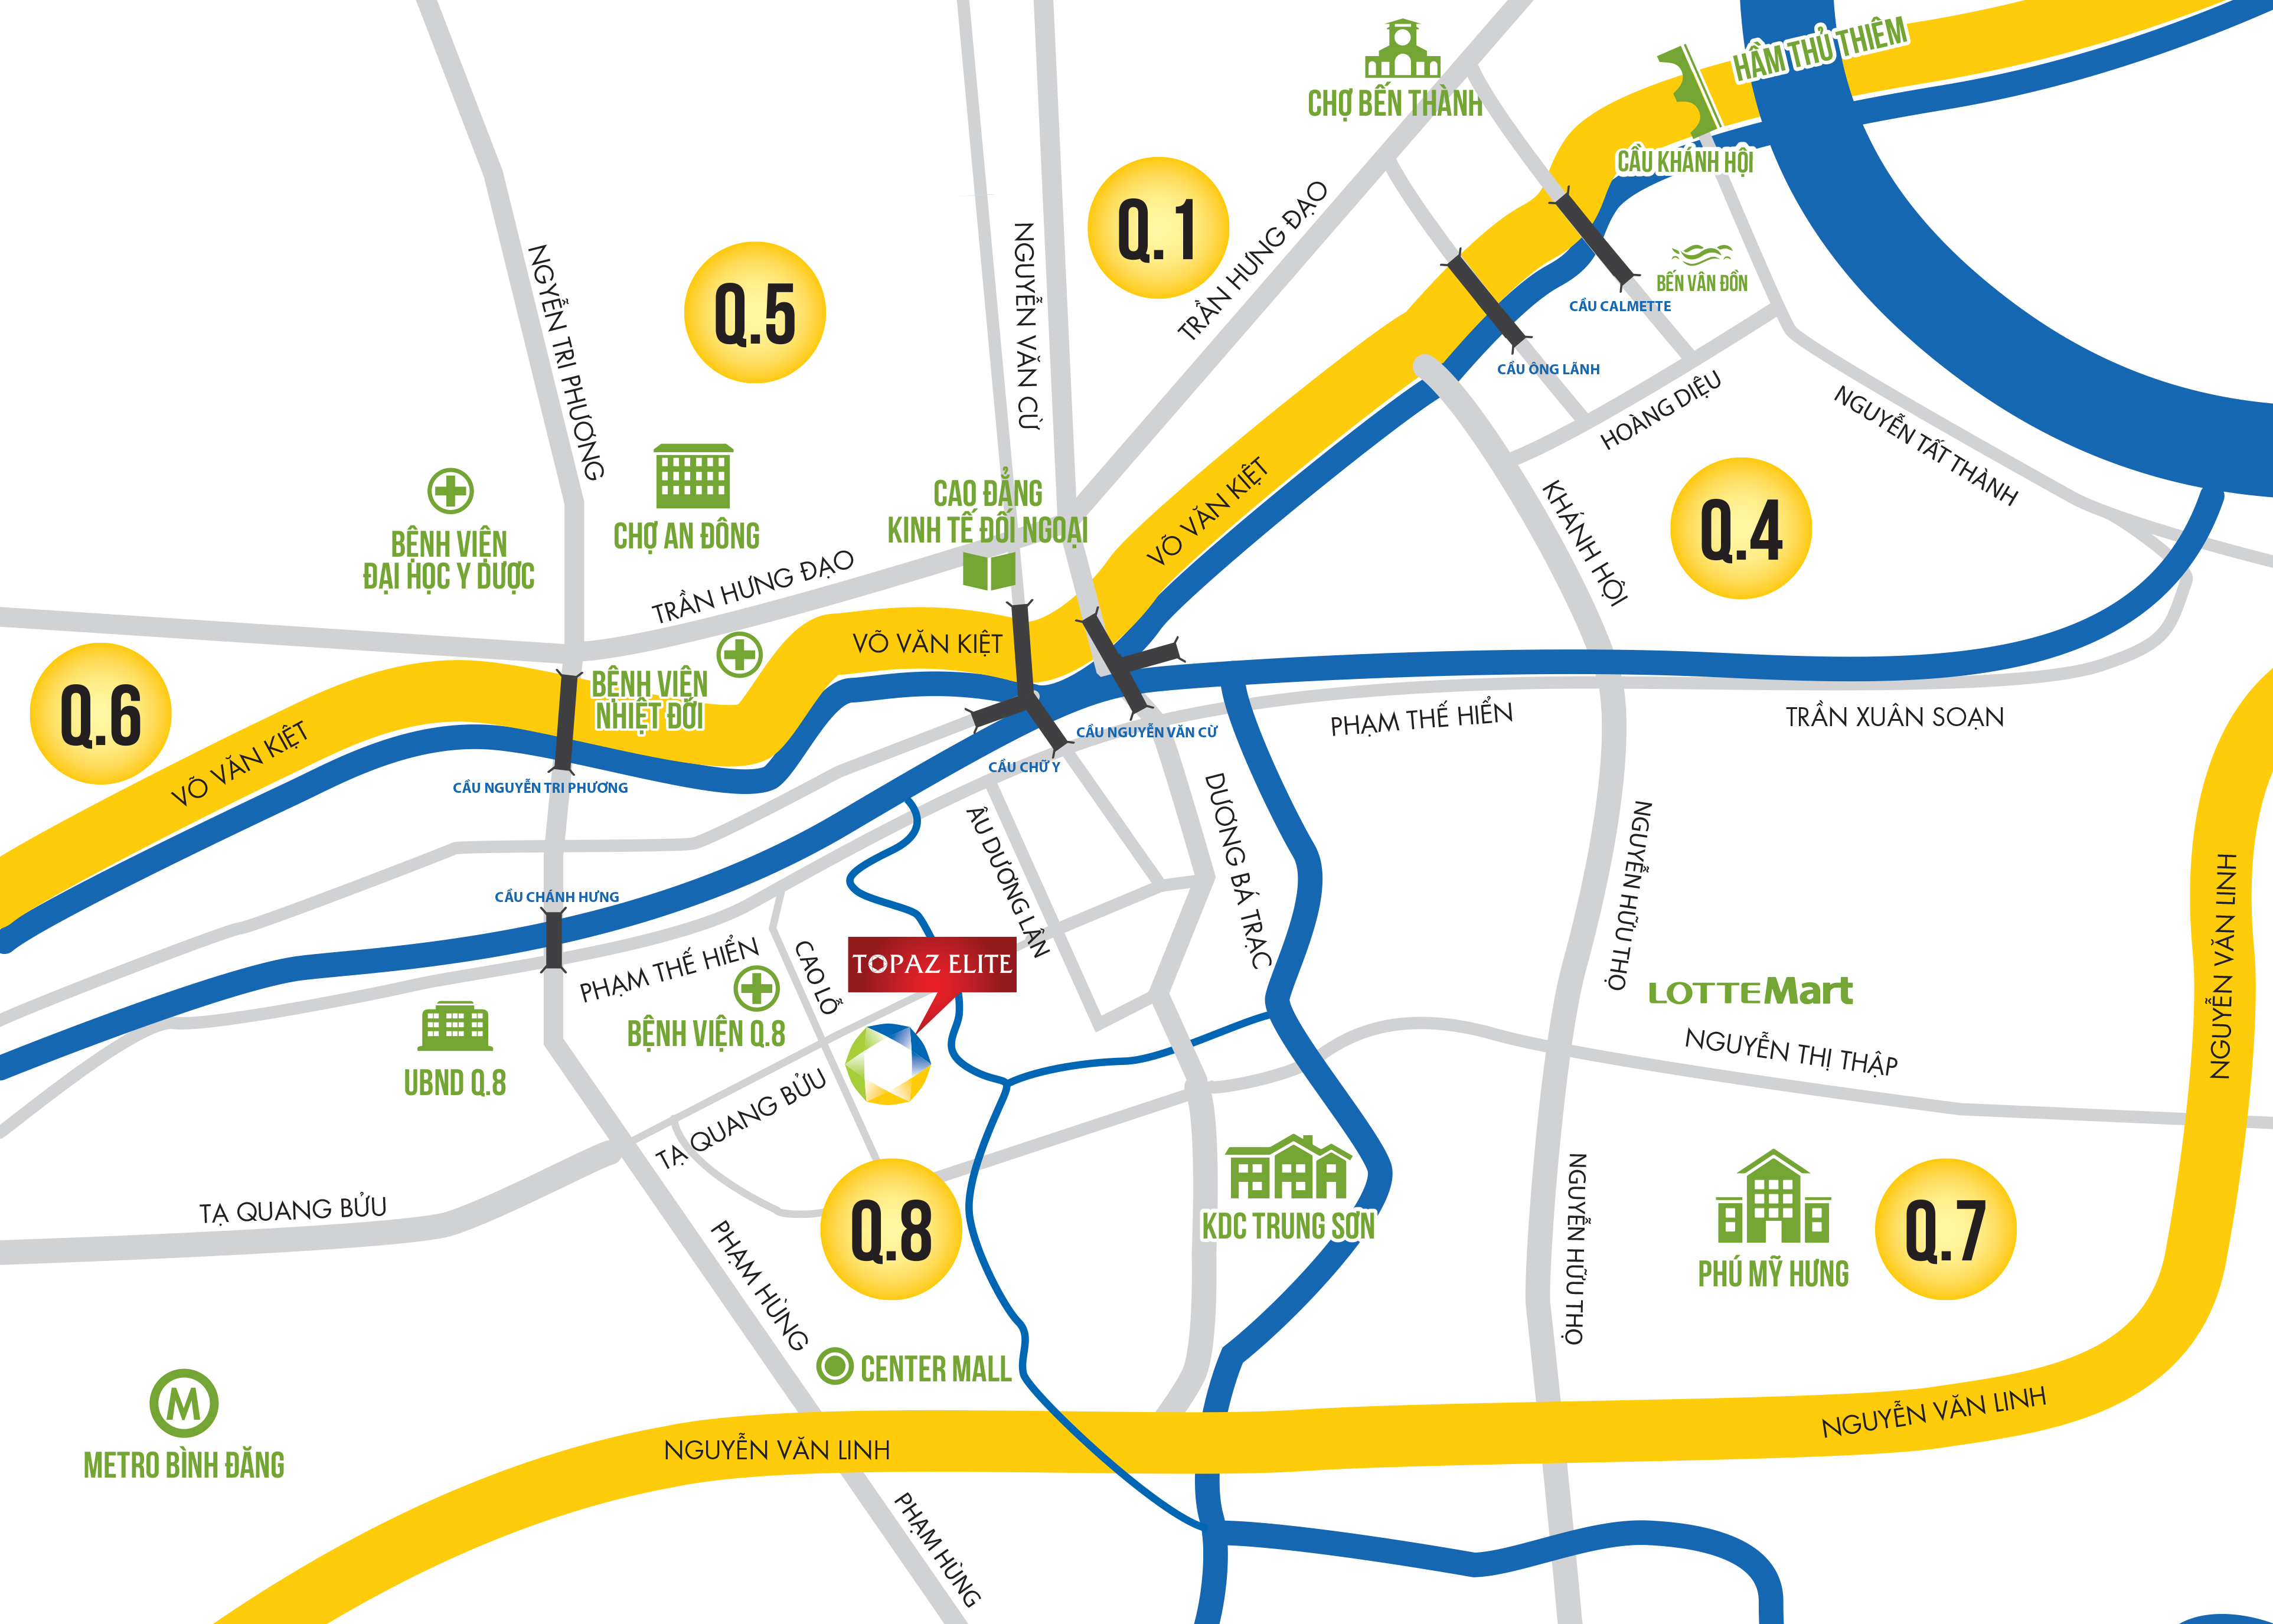 HẦM THỦ THIÊM
CHỢ BẾN THÀNH
CẦU KHÁNH HỘI
Q.1
TRẦN HƯNG ĐẠO
NGUYỄN VĂN CỪ
NGYỄN TRI PHƯƠNG
Q.5
BẾN VÂN ĐỒN
CẦU CALMETTE
CẦU ÔNG LÃNH
HOÀNG DIỆU
NGUYỄN TẤT THÀNH
CHỢ AN ĐÔNG
CAO ĐẲNG
KINH TẾ ĐỐI NGOẠI
VÕ VĂN KIỆT
KHÁNH HỘI
Q.4
BỆNH VIỆN
ĐẠI HỌC Y DƯỢC
TRẦN HƯNG ĐẠO
VÕ VĂN KIỆT
Q.6
BỆNH VIỆN
NHIỆT ĐỚI
VÕ VĂN KIỆT
CẦU NGUYỄN VĂN CỪ
PHẠM THẾ HIỂN
TRẦN XUÂN SOẠN
CẦU CHỮ Y
CẦU NGUYỄN TRI PHƯƠNG
ÂU DƯƠNG LÂN
DƯƠNG BÁ TRẠC
NGUYỄN HỮU THỌ
NGUYỄN VĂN LINH
CẦU CHÁNH HƯNG
PHẠM THẾ HIỂN
CAO LỖ
TOPAZ ELITE
LOTTEMart
BỆNH VIỆN Q.8
UBND Q.8
NGUYỄN THỊ THẬP
TẠ QUANG BỬU
TẠ QUANG BỬU
Q.8
KDC TRUNG SƠN
NGUYỄN HỮU THỌ
PHÚ MỸ HƯNG
Q.7
PHẠM HÙNG
CENTER MALL
M
METRO BÌNH ĐĂNG
NGUYỄN VĂN LINH
NGUYỄN VĂN LINH
PHẠM HÙNG